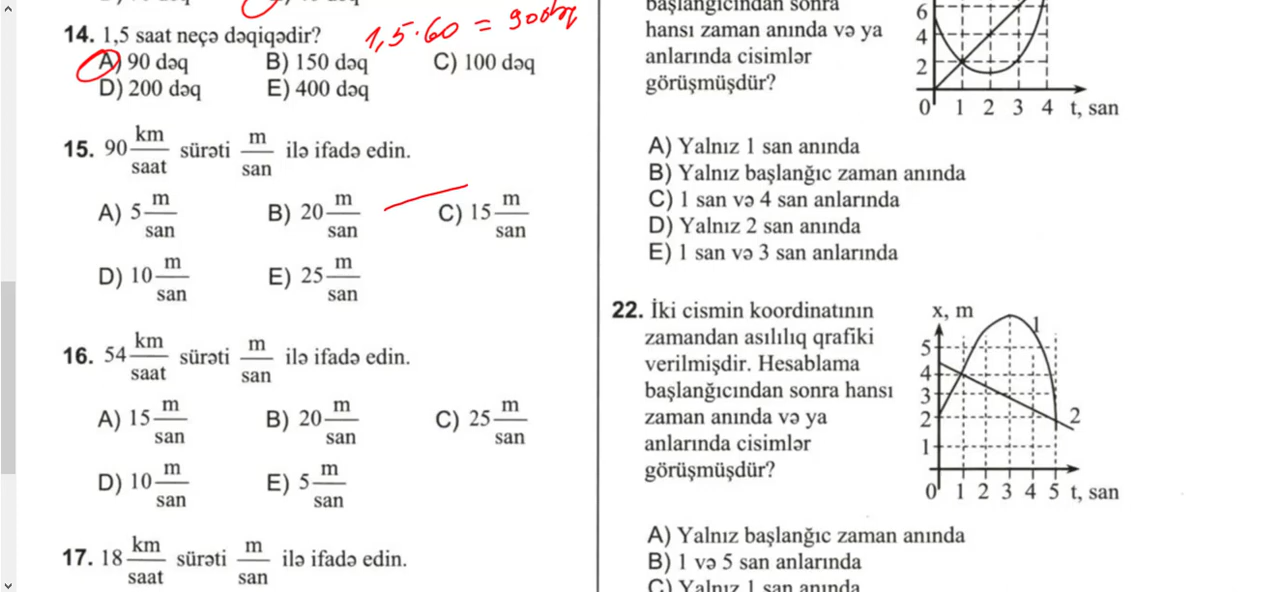 14. 1,5 saat neçə dəqiqədir? 1,5·60 = 90dəq
A) 90 dəq B) 150 dəq C) 100 dəq
D) 200 dəq E) 400 dəq
15. 90 km/saat sürəti m/san ilə ifadə edin.
A) 5 m/san B) 20 m/san C) 15 m/san
D) 10 m/san E) 25 m/san
16. 54 km/saat sürəti m/san ilə ifadə edin.
A) 15 m/san B) 20 m/san C) 25 m/san
D) 10 m/san E) 5 m/san
17. 18 km/saat sürəti m/san ilə ifadə edin.
başlanğıcından sonra
hansı zaman anında və ya
anlarında cisimlər
görüşmüşdür?
6
4
2
0 1 2 3 4 t, san
A) Yalnız 1 san anında
B) Yalnız başlanğıc zaman anında
C) 1 san və 4 san anlarında
D) Yalnız 2 san anında
E) 1 san və 3 san anlarında
22. İki cismin koordinatının
zamandan asılılıq qrafiki
verilmişdir. Hesablama
başlanğıcından sonra hansı
zaman anında və ya
anlarında cisimlər
görüşmüşdür?
x, m
1
5
4
3
2
2
1
0 1 2 3 4 5 t, san
A) Yalnız başlanğıc zaman anında
B) 1 və 5 san anlarında
C) Yalnız 1 san anında